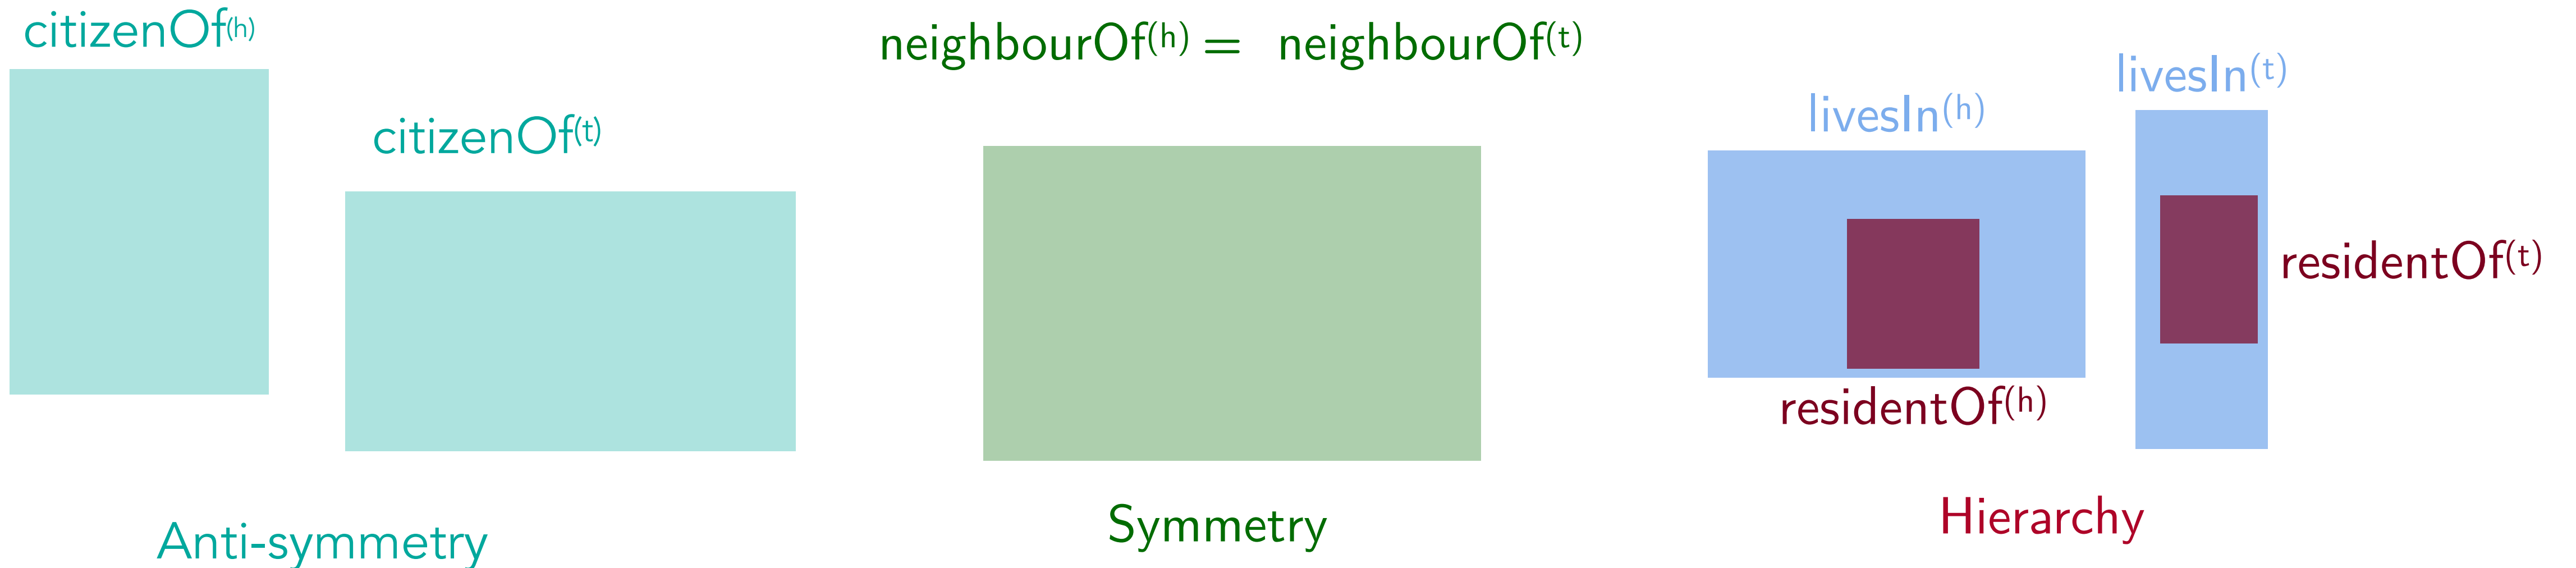 citizenOf(h)
citizenOf(t)
Anti-symmetry
neighbourOf(h) = neighbourOf(t)
Symmetry
livesIn(h)
livesIn(t)
residentOf(t)
residentOf(h)
Hierarchy